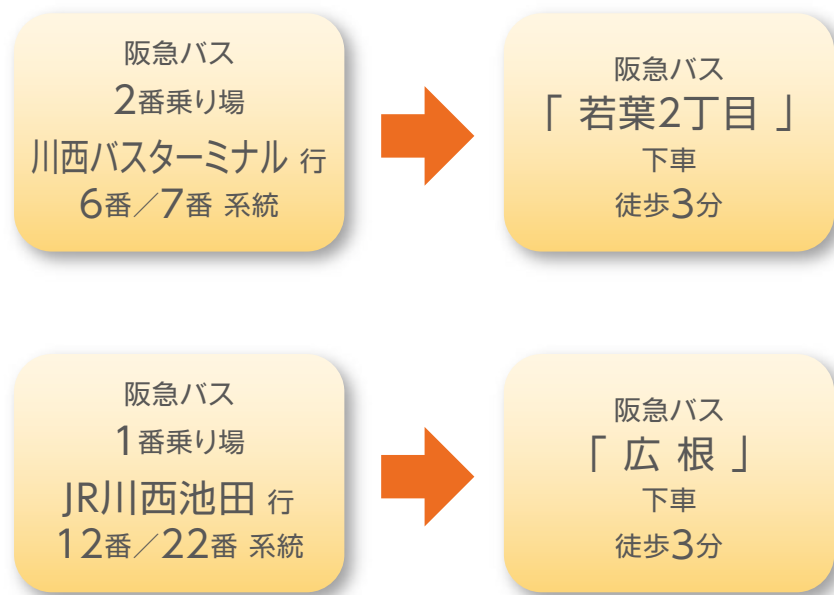 阪急バス
2番乗り場
川西バスターミナル 行
6番／7番 系統
阪急バス
「 若葉2丁目 」
下車
徒歩3分
阪急バス
1番乗り場
JR川西池田 行
12番／22番 系統
阪急バス
「 広 根 」
下車
徒歩3分